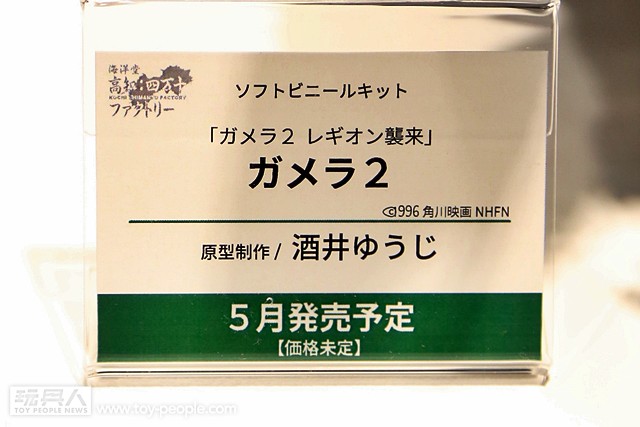 海洋堂
高知・四万十
KOCHI SHIMANTO FACTORY
ファクトリー
ソフトビニールキット
「ガメラ２ レギオン襲来」
ガメラ２
©1996 角川映画 NHFN
原型制作 / 酒井ゆうじ
５月発売予定
【価格未定】
玩具人
TOY PEOPLE NEWS
www.toy-people.com